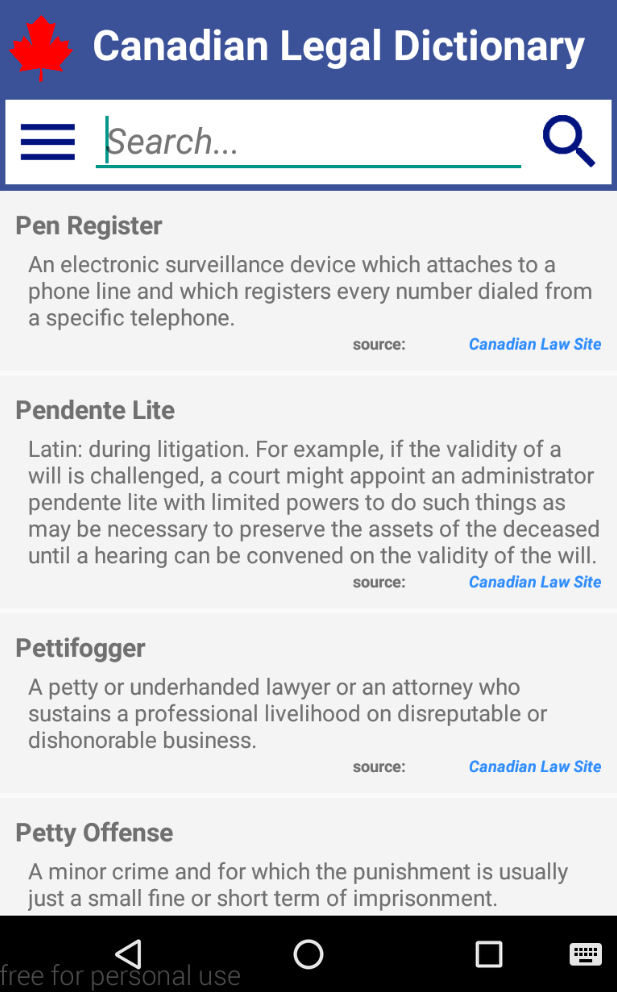 Canadian Legal Dictionary
Search...
Pen Register
An electronic surveillance device which attaches to a
phone line and which registers every number dialed from
a specific telephone.
source: Canadian Law Site
Pendente Lite
Latin: during litigation. For example, if the validity of a
will is challenged, a court might appoint an administrator
pendente lite with limited powers to do such things as
may be necessary to preserve the assets of the deceased
until a hearing can be convened on the validity of the will.
source: Canadian Law Site
Pettifogger
A petty or underhanded lawyer or an attorney who
sustains a professional livelihood on disreputable or
dishonorable business.
source: Canadian Law Site
Petty Offense
A minor crime and for which the punishment is usually
just a small fine or short term of imprisonment.
free for personal use